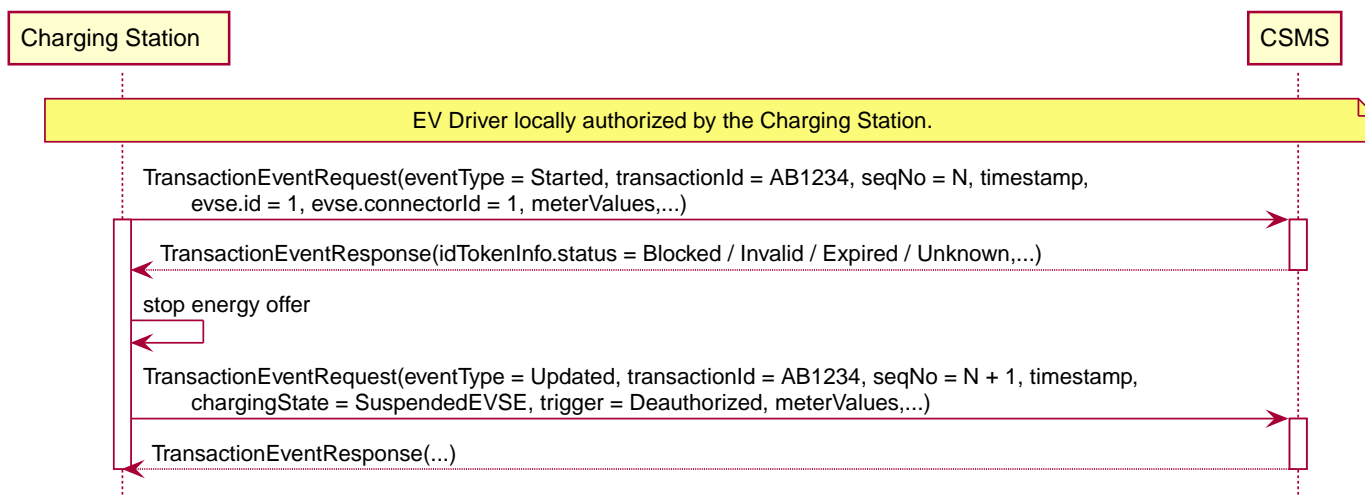 Charging Station
CSMS
EV Driver locally authorized by the Charging Station.
TransactionEventRequest(eventType = Started, transactionId = AB1234, seqNo = N, timestamp,
evse.id = 1, evse.connectorId = 1, meterValues,...)
TransactionEventResponse(idTokenInfo.status = Blocked / Invalid / Expired / Unknown,...)
stop energy offer
TransactionEventRequest(eventType = Updated, transactionId = AB1234, seqNo = N + 1, timestamp,
chargingState = SuspendedEVSE, trigger = Deauthorized, meterValues,...)
TransactionEventResponse(...)